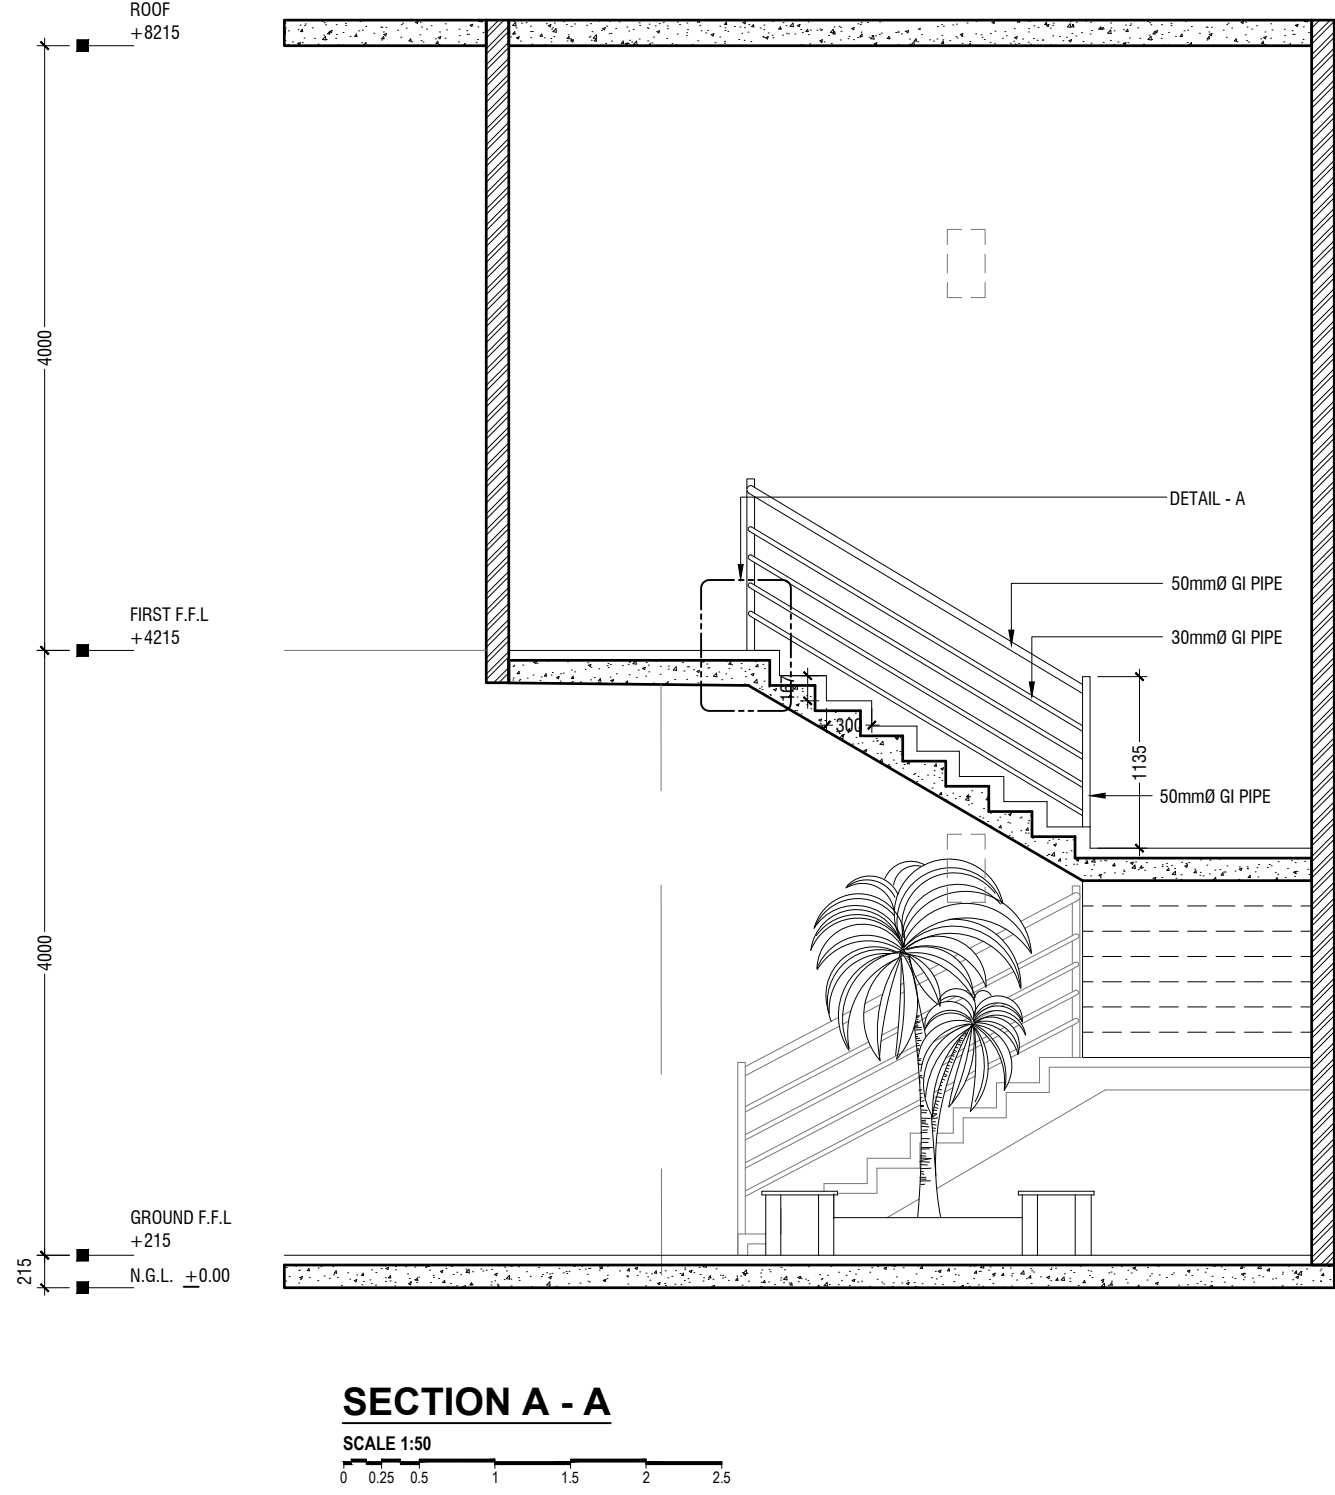 ROOF
+8215
4000
DETAIL - A
50mmØ GI PIPE
FIRST F.F.L
+4215
30mmØ GI PIPE
167
300
1135
50mmØ GI PIPE
4000
GROUND F.F.L
+215
215
N.G.L. +0.00
SECTION A - A
SCALE 1:50
0 0.25 0.5 1 1.5 2 2.5